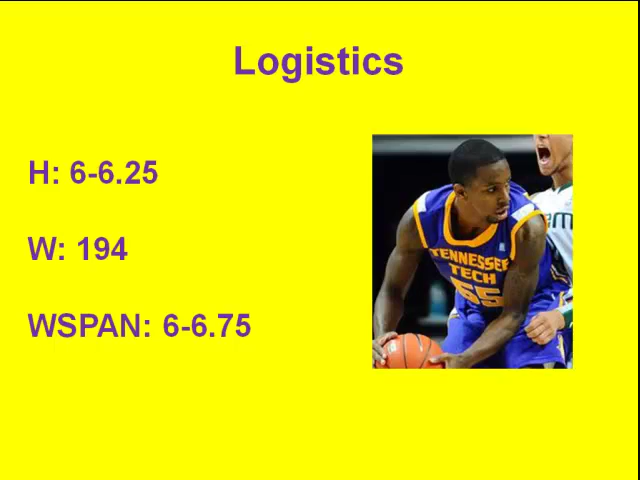 Logistics
H: 6-6.25
W: 194
WSPAN: 6-6.75
TENNESSEE
TECH
55